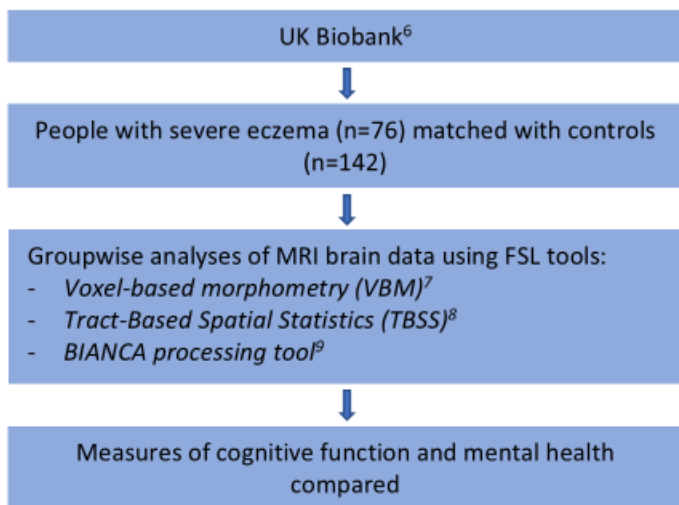 UK Biobank⁶
People with severe eczema (n=76) matched with controls
(n=142)
Groupwise analyses of MRI brain data using FSL tools:
- Voxel-based morphometry (VBM)⁷
- Tract-Based Spatial Statistics (TBSS)⁸
- BIANCA processing tool⁹
Measures of cognitive function and mental health
compared